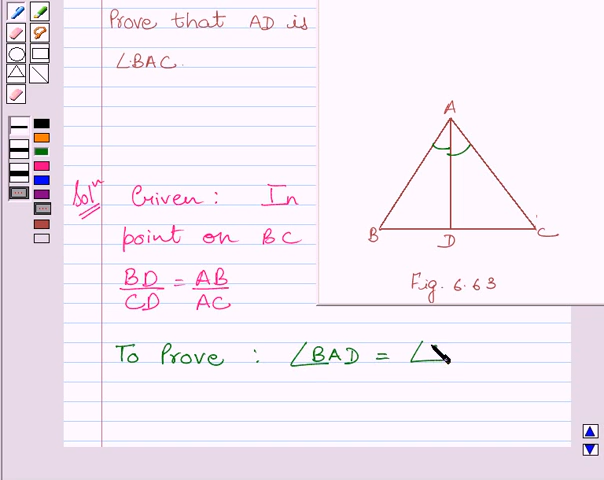 Prove that AD is
∠BAC.
Solⁿ Given: In
point on BC
BD/CD = AB/AC
To Prove : ∠BAD = ∠
A
B
D
C
Fig. 6.63